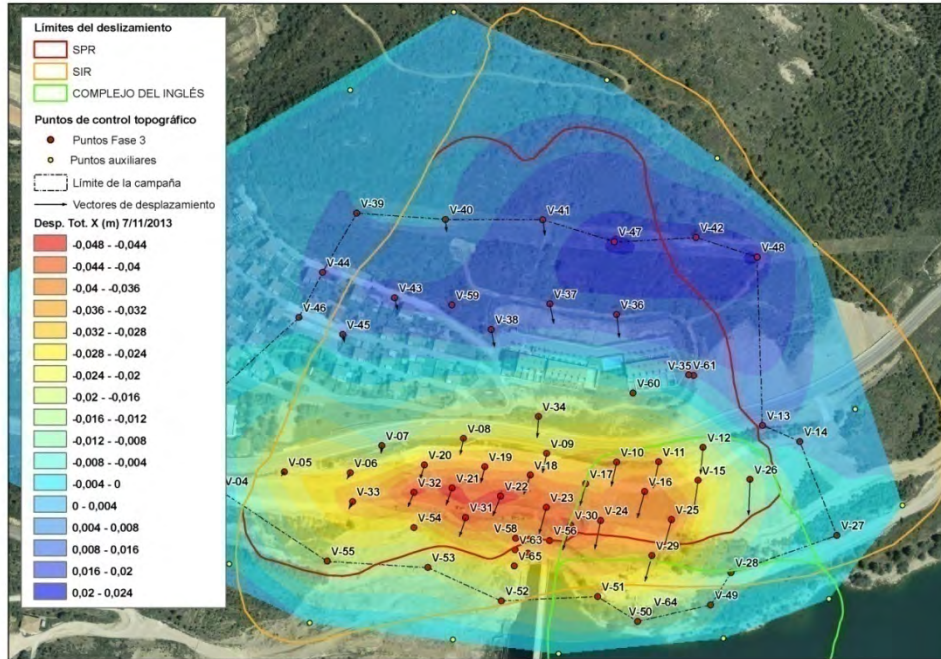 Límites del deslizamiento
SPR
SIR
COMPLEJO DEL INGLÉS
Puntos de control topográfico
Puntos Fase 3
Puntos auxiliares
Límite de la campaña
Vectores de desplazamiento
Desp. Tot. X (m) 7/11/2013
-0,048 - -0,044
-0,044 - -0,04
-0,04 - -0,036
-0,036 - -0,032
-0,032 - -0,028
-0,028 - -0,024
-0,024 - -0,02
-0,02 - -0,016
-0,016 - -0,012
-0,012 - -0,008
-0,008 - -0,004
-0,004 - 0
0 - 0,004
0,004 - 0,008
0,008 - 0,016
0,016 - 0,02
0,02 - 0,024
V-39
V-40
V-41
V-47
V-42
V-48
V-44
V-43
V-59
V-37
V-36
V-46
V-45
V-38
V-35
V-61
V-60
V-34
V-13
V-14
V-07
V-08
V-09
V-12
V-04
V-05
V-06
V-20
V-19
V-18
V-17
V-10
V-11
V-15
V-26
V-33
V-32
V-21
V-22
V-23
V-16
V-54
V-31
V-58
V-30
V-24
V-25
V-27
V-56
V-63
V-55
V-53
V-65
V-29
V-28
V-52
V-51
V-50
V-64
V-49